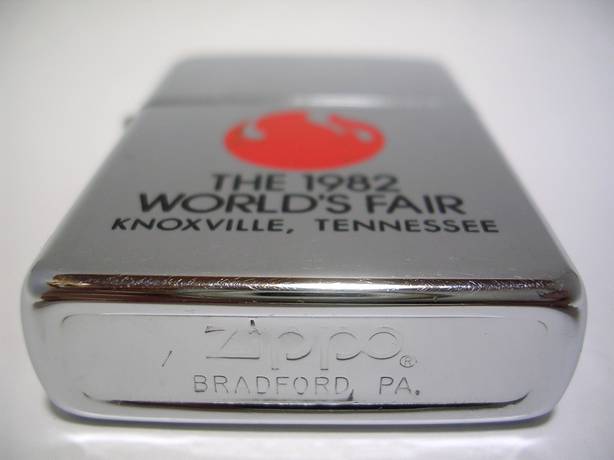 THE 1982
WORLD'S FAIR
KNOXVILLE, TENNESSEE
Zippo ®
BRADFORD PA.
/